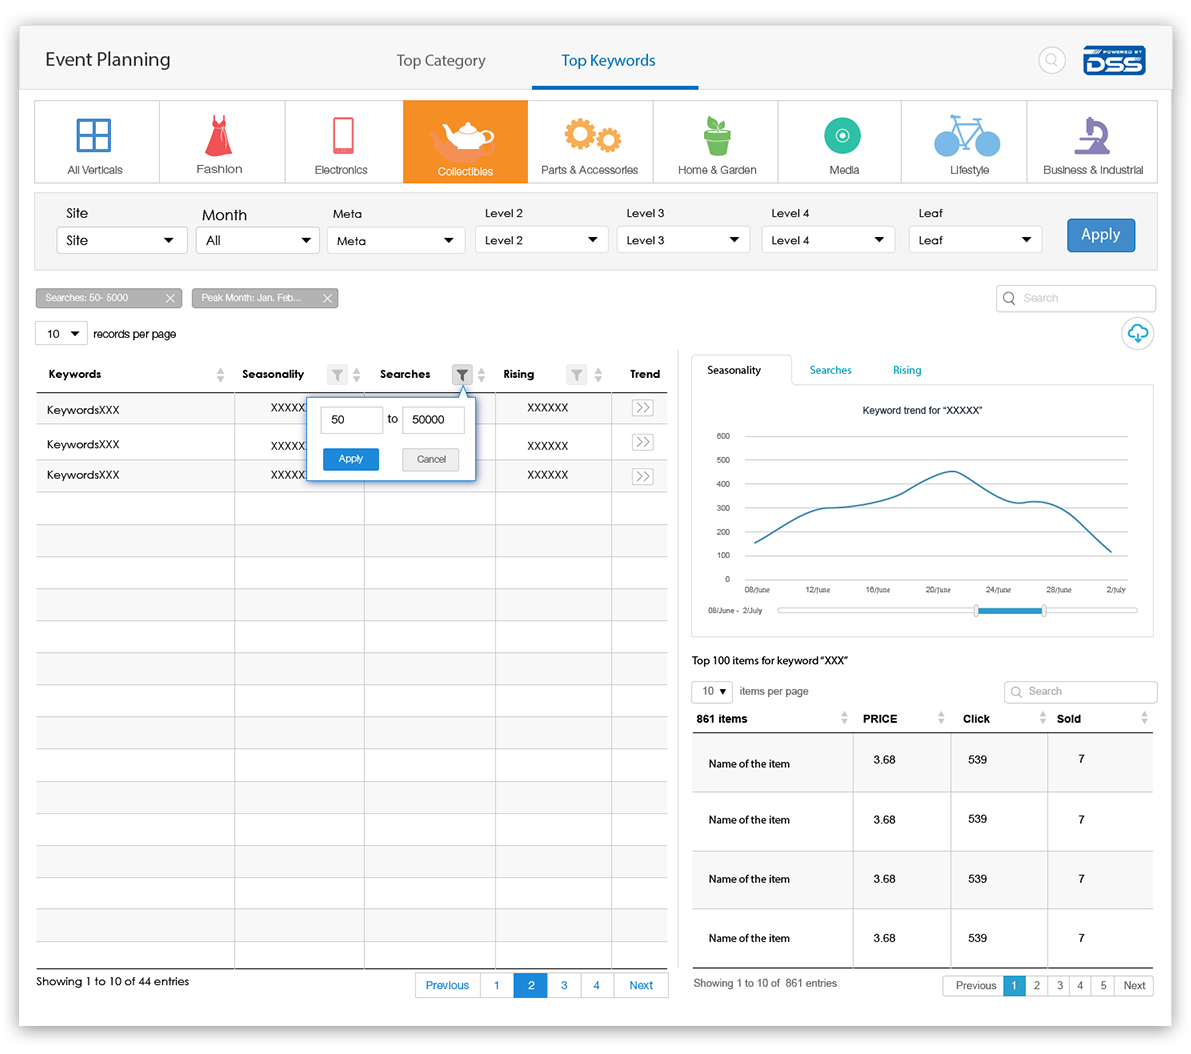 Event Planning
Top Category
Top Keywords
POWERED BY
DSS
All Verticals
Fashion
Electronics
Collectibles
Parts & Accessories
Home & Garden
Media
Lifestyle
Business & Industrial
Site Month Meta Level 2 Level 3 Level 4 Leaf
Site All Meta Level 2 Level 3 Level 4 Leaf Apply
Searches: 50- 5000
Peak Month: Jan. Feb...
Search
10 records per page
Keywords Seasonality Searches Rising Trend
KeywordsXXX XXXXX XXXXXX
KeywordsXXX XXXXX XXXXXX
KeywordsXXX XXXXX XXXXXX
50 to 50000
Apply Cancel
Showing 1 to 10 of 44 entries
Previous 1 2 3 4 Next
Seasonality Searches Rising
Keyword trend for "XXXXX"
600
500
400
300
200
100
0
08/June 12/June 16/June 20/June 24/June 28/June 2/July
08/June - 2/July
Top 100 items for keyword "XXX"
10 items per page
Search
861 items PRICE Click Sold
Name of the item 3.68 539 7
Name of the item 3.68 539 7
Name of the item 3.68 539 7
Name of the item 3.68 539 7
Showing 1 to 10 of 861 entries
Previous 1 2 3 4 5 Next